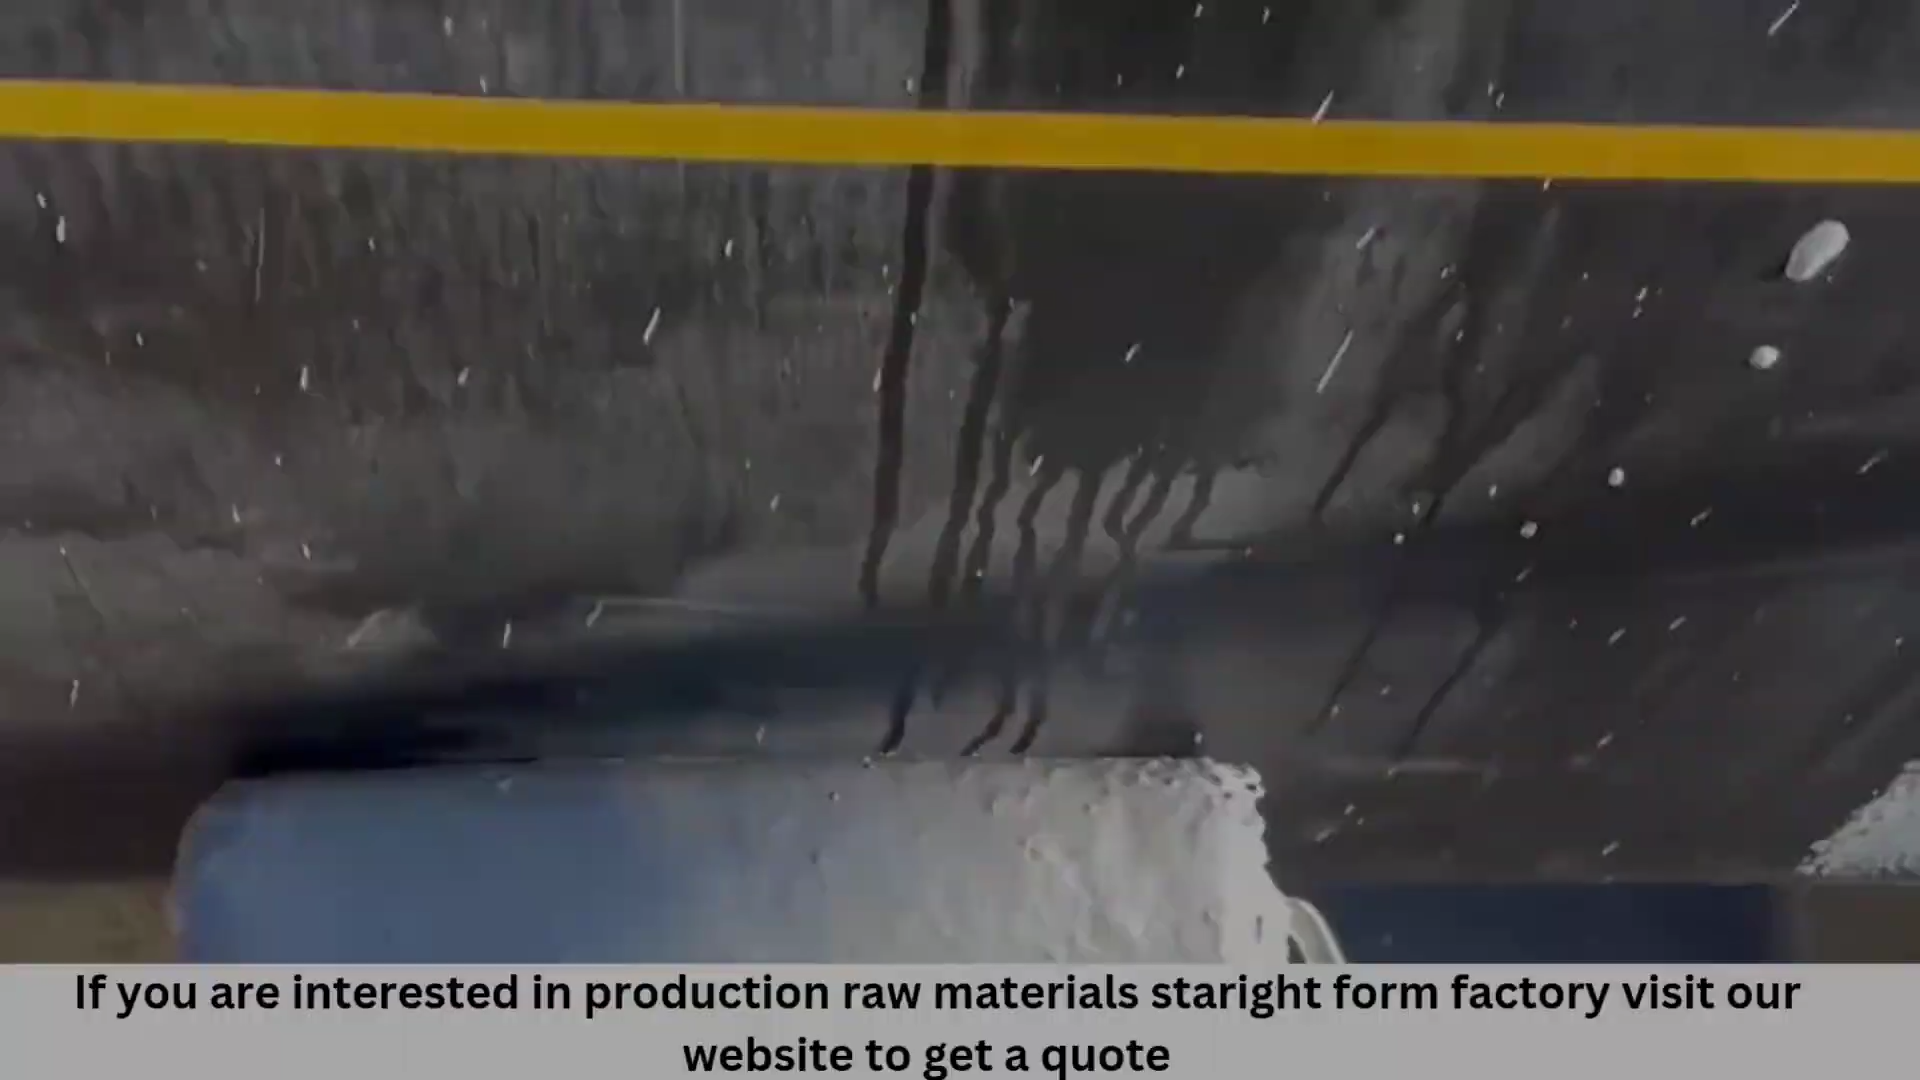 If you are interested in production raw materials staright form factory visit our
website to get a quote